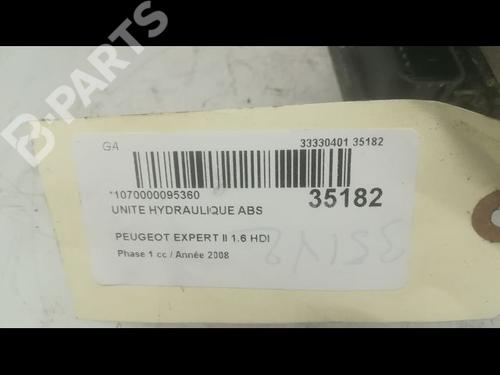 B-PARTS
GA 33330401 35182
*1070000095360 35182
UNITE HYDRAULIQUE ABS
PEUGEOT EXPERT II 1.6 HDI
Phase 1 cc / Année 2008